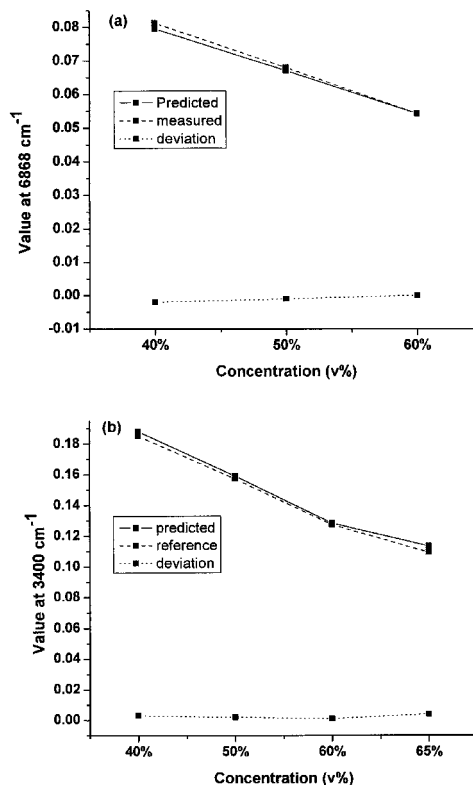 (a)
0.08
0.07
0.06
0.05
0.04
0.03
0.02
0.01
0.00
-0.01
Value at 6868 cm⁻¹
Predicted
measured
deviation
40%
50%
60%
Concentration (v%)
(b)
0.18
0.16
0.14
0.12
0.10
0.08
0.06
0.04
0.02
0.00
Value at 3400 cm⁻¹
predicted
reference
deviation
40%
50%
60%
65%
Concentration (v%)